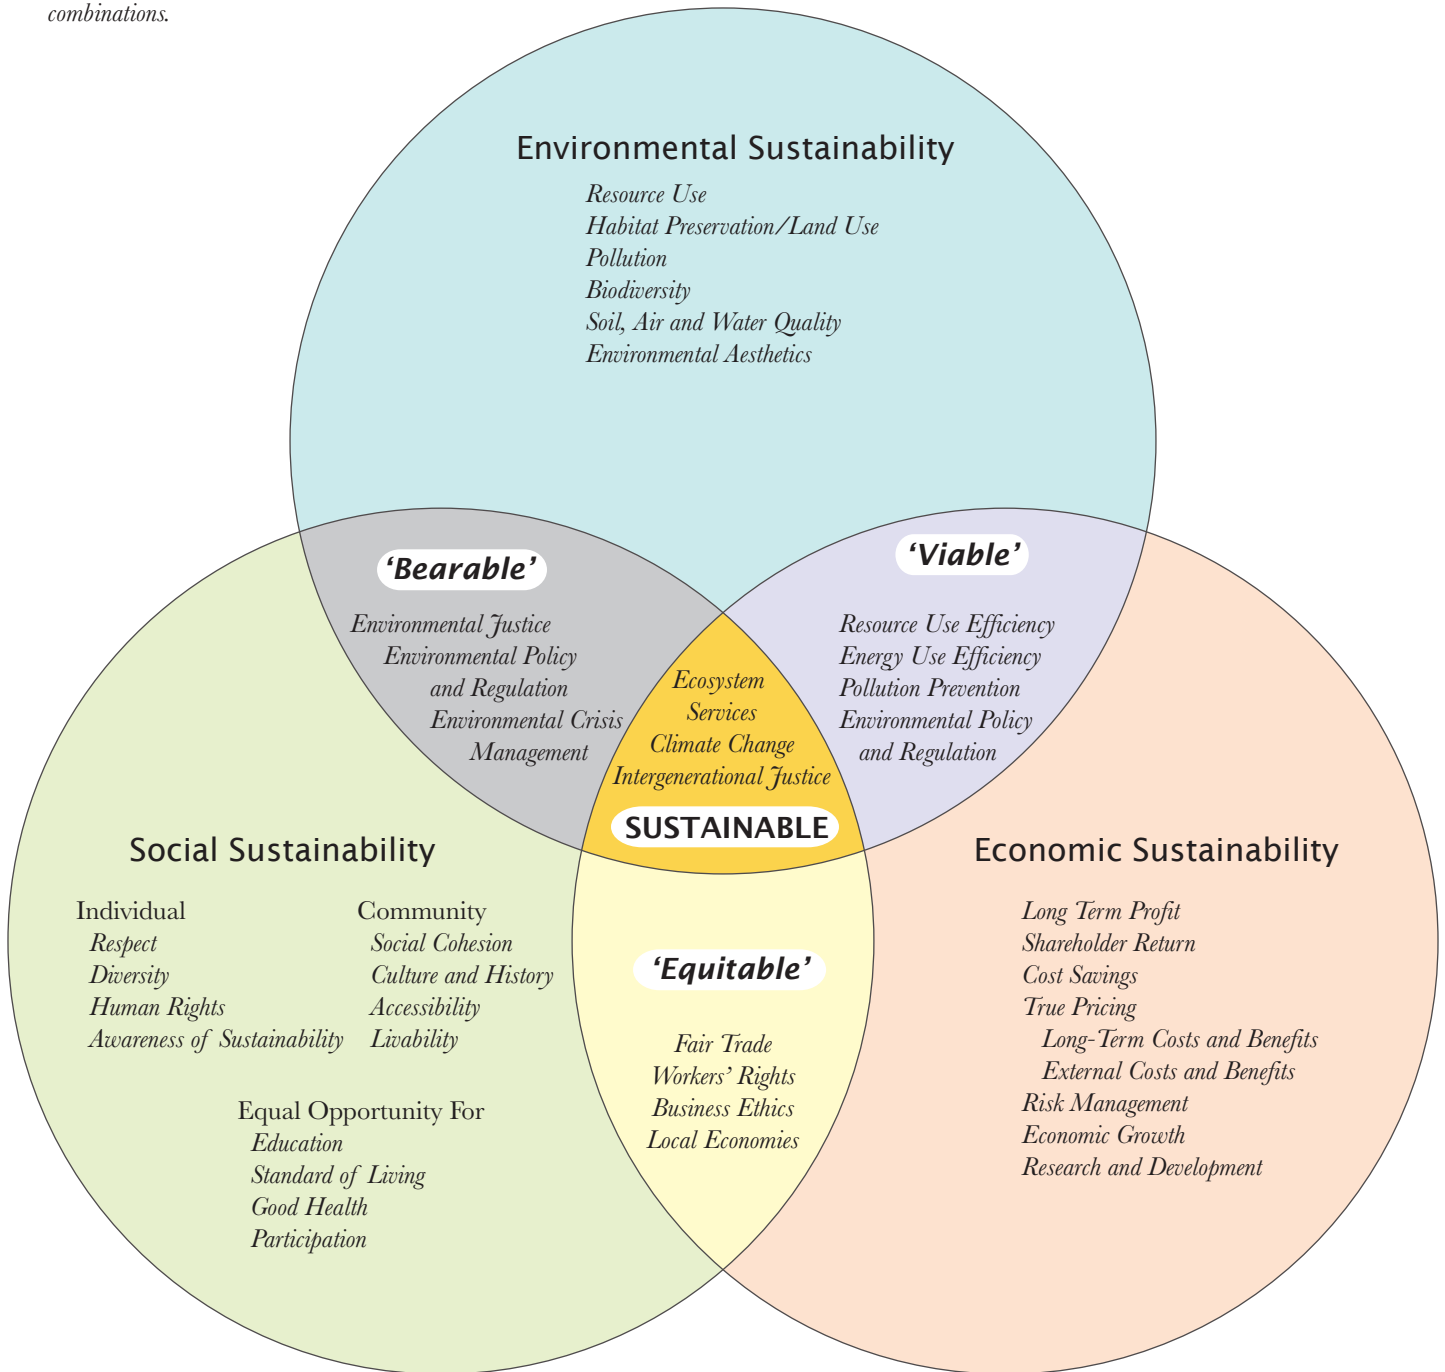 combinations.
Environmental Sustainability
Resource Use
Habitat Preservation/Land Use
Pollution
Biodiversity
Soil, Air and Water Quality
Environmental Aesthetics
‘Bearable’
Environmental Justice
Environmental Policy
and Regulation
Environmental Crisis
Management
‘Viable’
Resource Use Efficiency
Energy Use Efficiency
Pollution Prevention
Environmental Policy
and Regulation
Ecosystem
Services
Climate Change
Intergenerational Justice
SUSTAINABLE
Social Sustainability
Individual
Respect
Diversity
Human Rights
Awareness of Sustainability
Community
Social Cohesion
Culture and History
Accessibility
Livability
Equal Opportunity For
Education
Standard of Living
Good Health
Participation
‘Equitable’
Fair Trade
Workers’ Rights
Business Ethics
Local Economies
Economic Sustainability
Long Term Profit
Shareholder Return
Cost Savings
True Pricing
Long-Term Costs and Benefits
External Costs and Benefits
Risk Management
Economic Growth
Research and Development